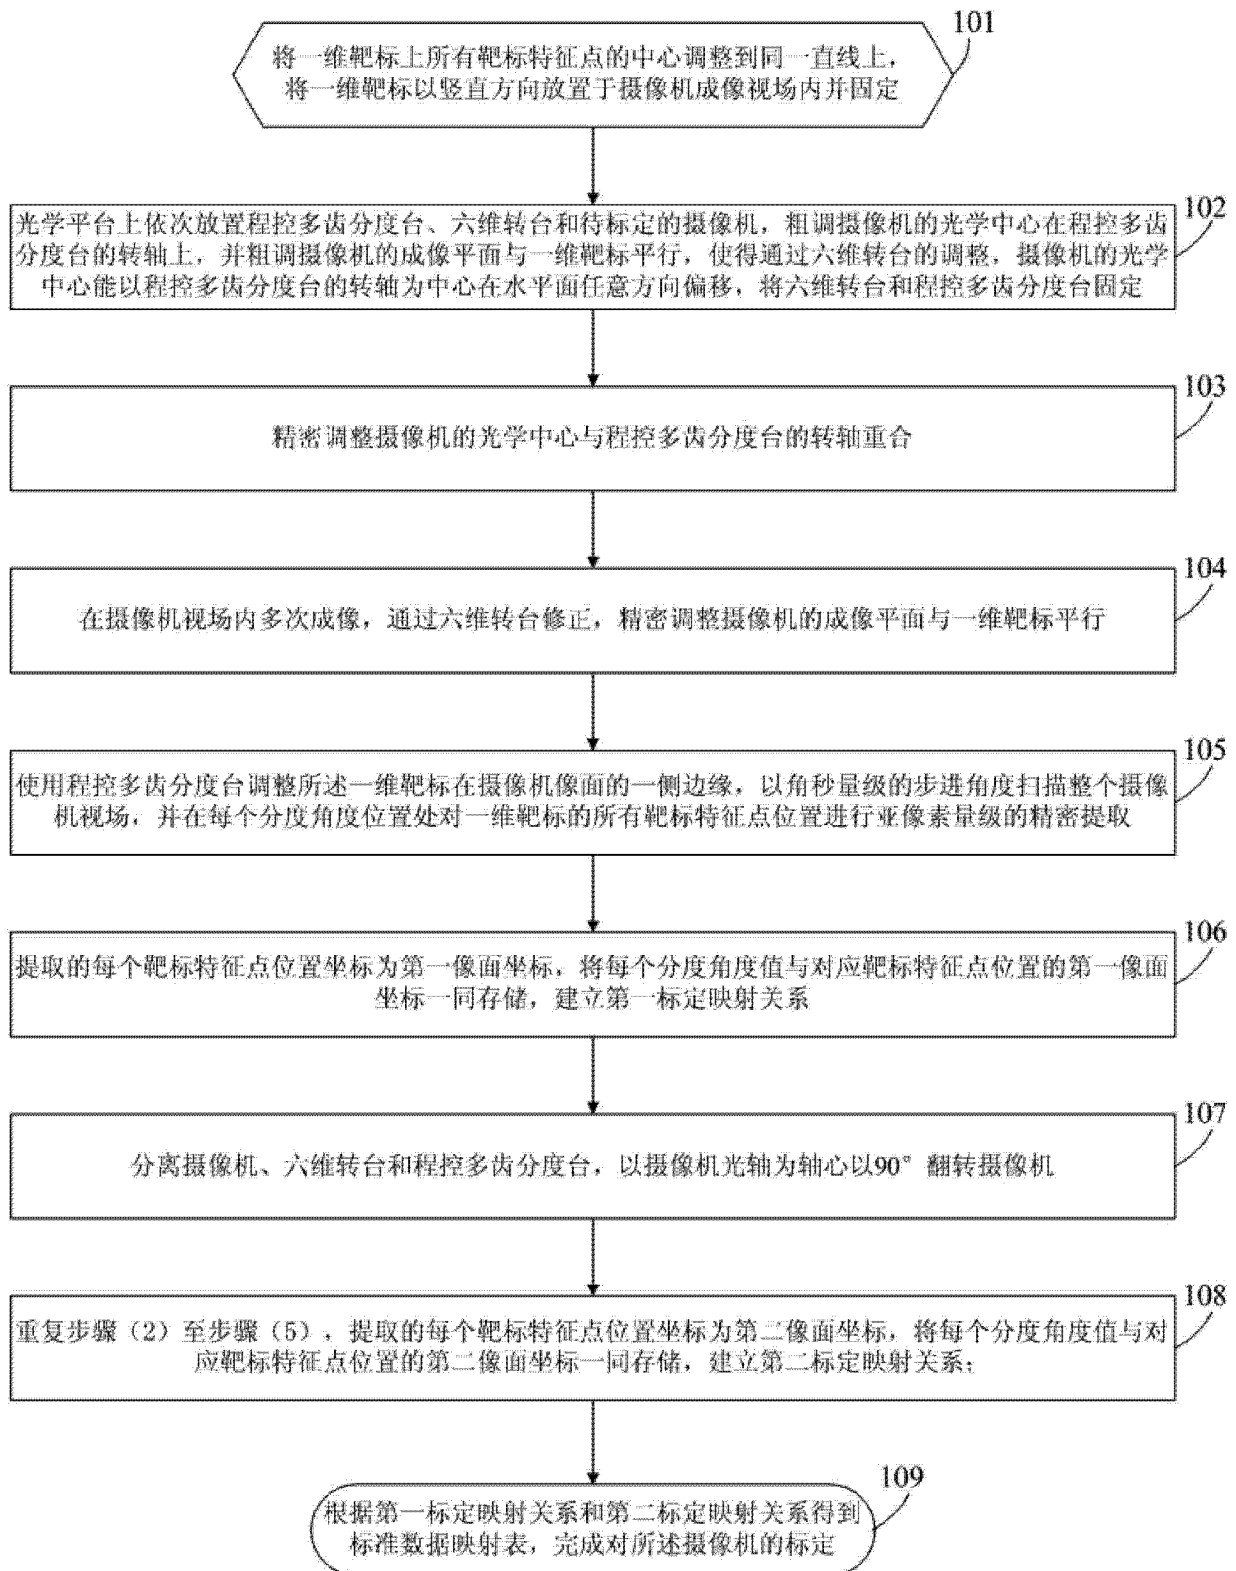 101
将一维靶标上所有靶标特征点的中心调整到同一直线上，
将一维靶标以竖直方向放置于摄像机成像视场内并固定
102
光学平台上依次放置程控多齿分度台、六维转台和待标定的摄像机，粗调摄像机的光学中心在程控多齿
分度台的转轴上，并粗调摄像机的成像平面与一维靶标平行，使得通过六维转台的调整，摄像机的光学
中心能以程控多齿分度台的转轴为中心在水平面任意方向偏移，将六维转台和程控多齿分度台固定
103
精密调整摄像机的光学中心与程控多齿分度台的转轴重合
104
在摄像机视场内多次成像，通过六维转台修正，精密调整摄像机的成像平面与一维靶标平行
105
使用程控多齿分度台调整所述一维靶标在摄像机像面的一侧边缘，以角秒量级的步进角度扫描整个摄像
机视场，并在每个分度角度位置处对一维靶标的所有靶标特征点位置进行亚像素量级的精密提取
106
提取的每个靶标特征点位置坐标为第一像面坐标，将每个分度角度值与对应靶标特征点位置的第一像面
坐标一同存储，建立第一标定映射关系
107
分离摄像机、六维转台和程控多齿分度台，以摄像机光轴为轴心以90°翻转摄像机
108
重复步骤（2）至步骤（5），提取的每个靶标特征点位置坐标为第二像面坐标，将每个分度角度值与对
应靶标特征点位置的第二像面坐标一同存储，建立第二标定映射关系；
109
根据第一标定映射关系和第二标定映射关系得到
标准数据映射表，完成对所述摄像机的标定